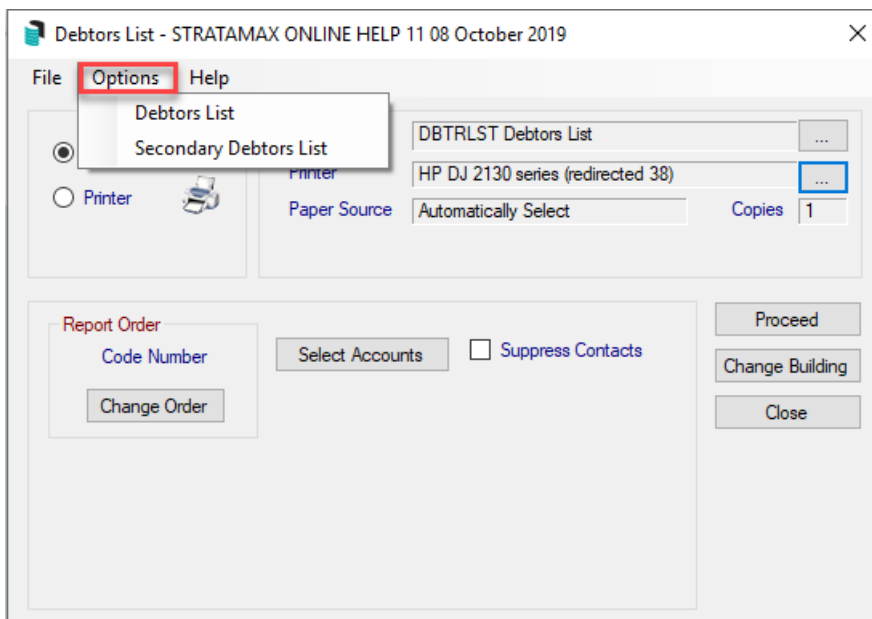 Debtors List - STRATAMAX ONLINE HELP 11 08 October 2019
File Options Help
Debtors List
Secondary Debtors List
DBTRLST Debtors List ...
Printer HP DJ 2130 series (redirected 38) ...
Printer
Paper Source Automatically Select Copies 1
Report Order
Code Number
Change Order
Select Accounts
Suppress Contacts
Proceed
Change Building
Close